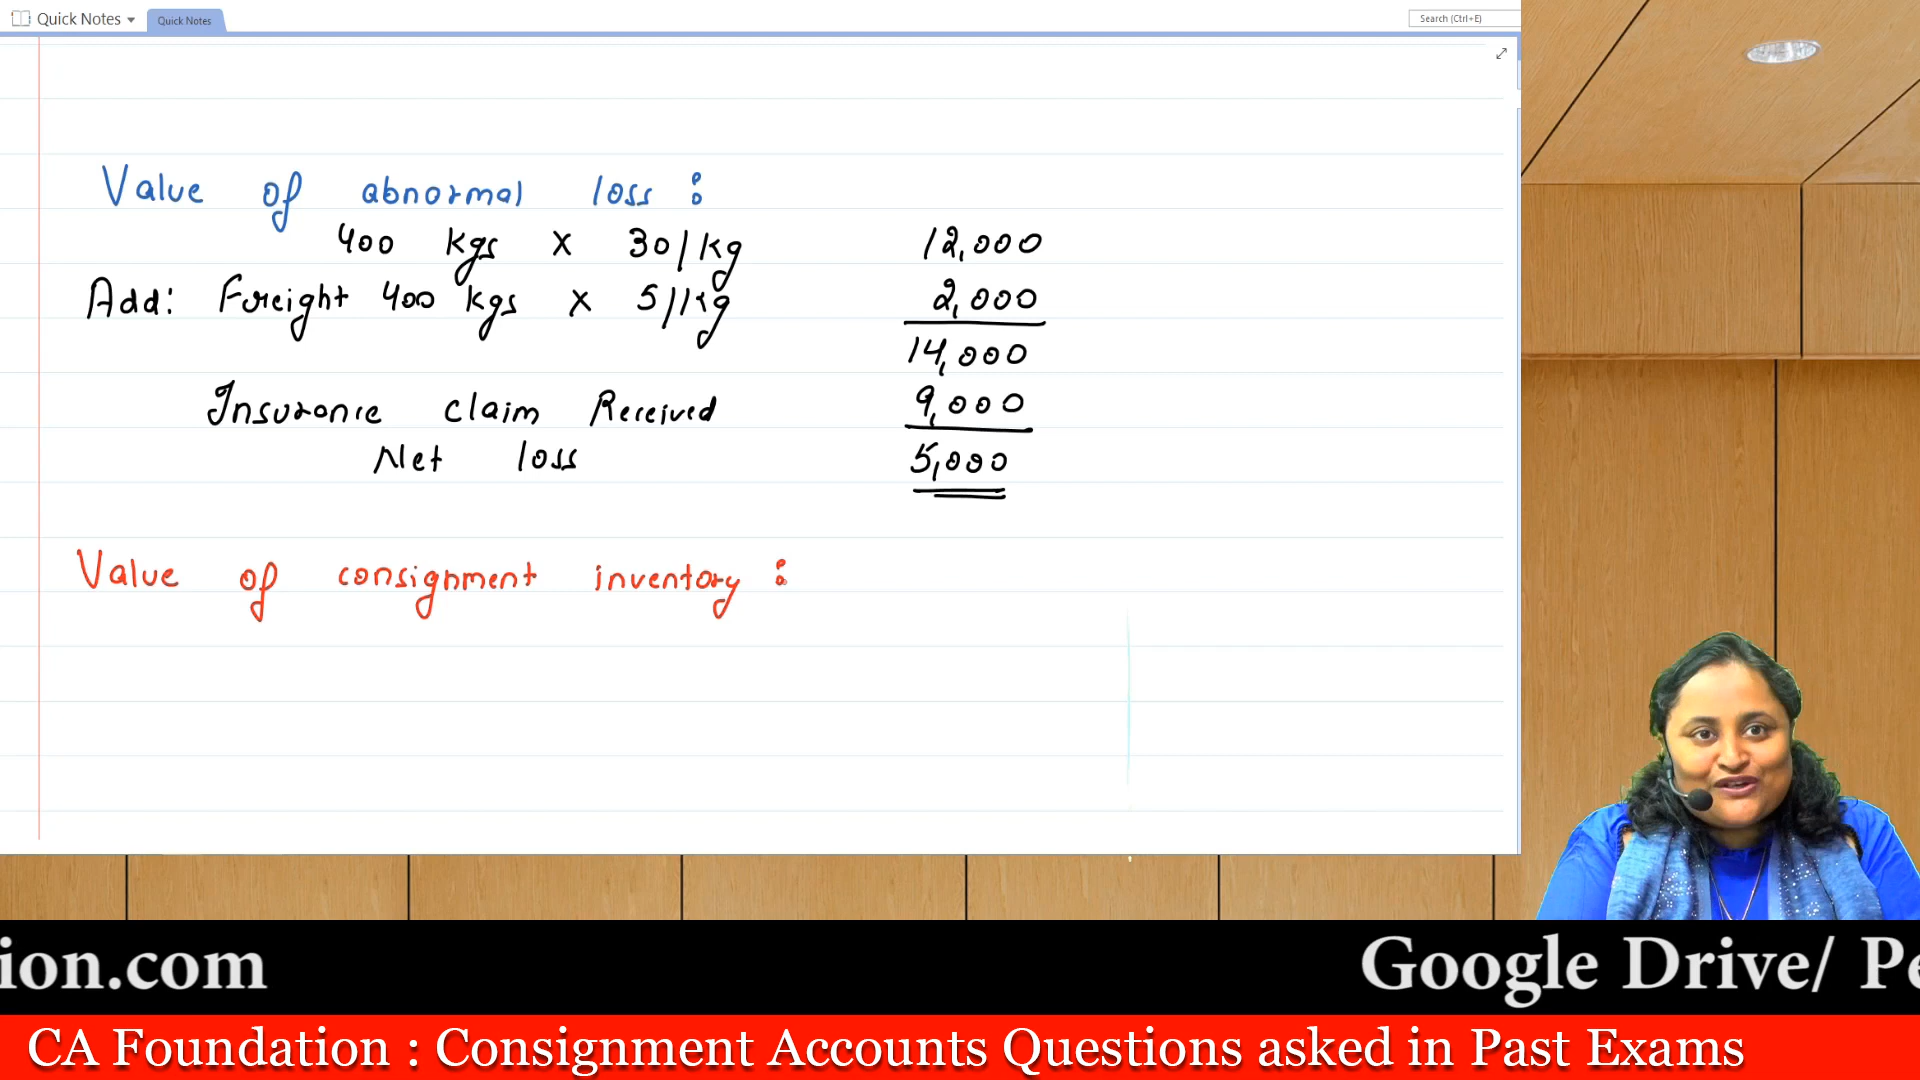 Quick Notes
Quick Notes
Search (Ctrl+E)
Value of abnormal loss :
400 kgs x 30/kg 12,000
Add: Freight 400 kgs x 5/kg 2,000
14,000
Insurance claim Received 9,000
Net loss 5,000
Value of consignment inventory :
ion.com Google Drive/ Pe
CA Foundation : Consignment Accounts Questions asked in Past Exams